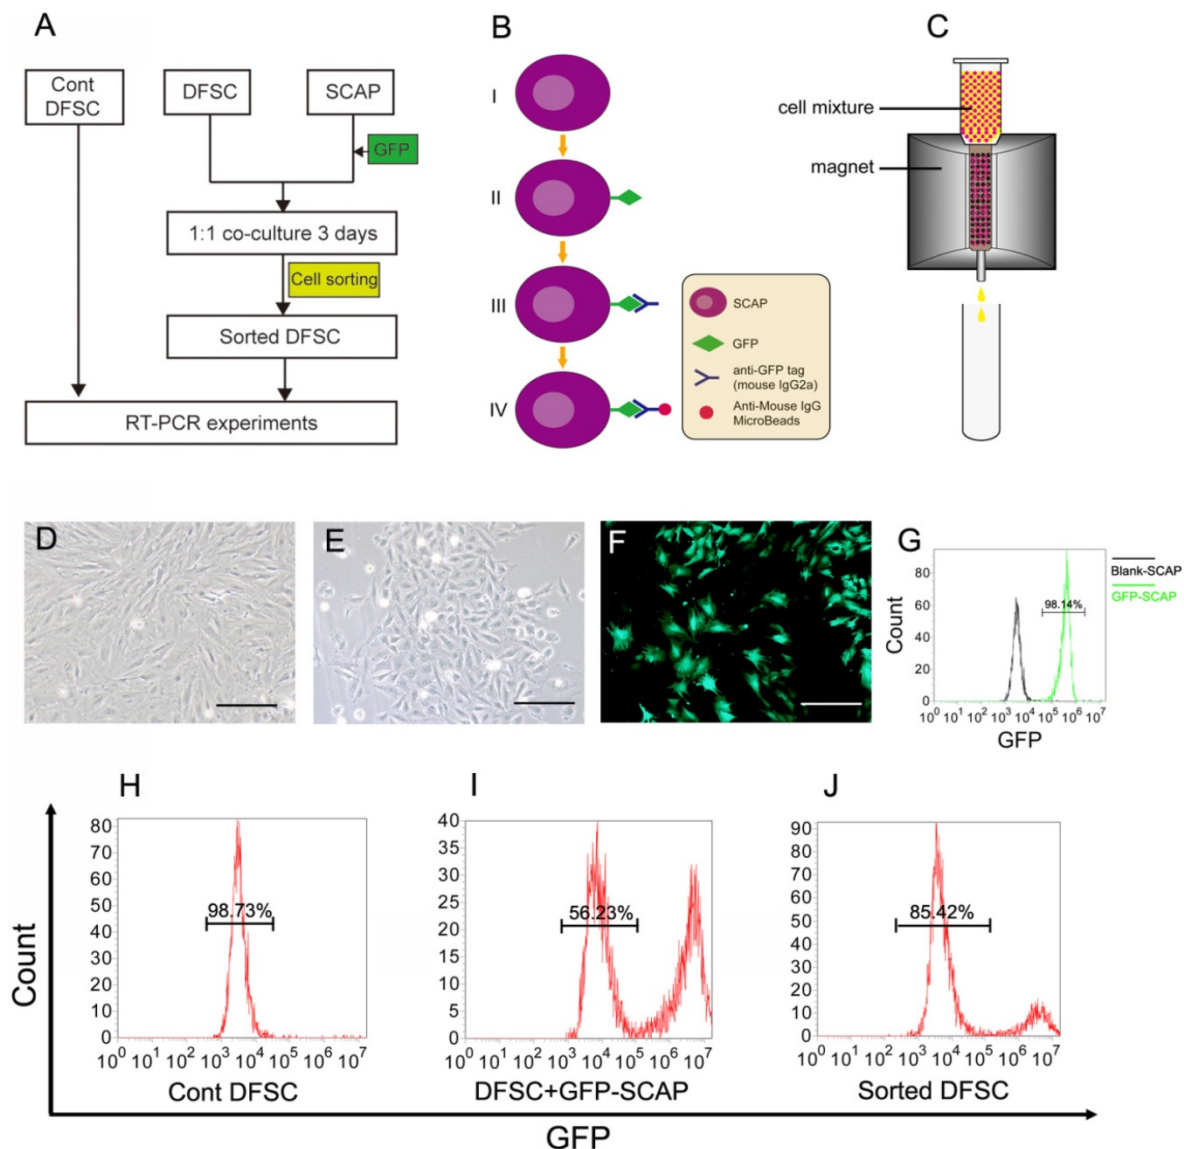 A
B
C
Cont
DFSC
DFSC
SCAP
GFP
1:1 co-culture 3 days
Cell sorting
Sorted DFSC
RT-PCR experiments
I
II
III
IV
SCAP
GFP
anti-GFP tag
(mouse IgG2a)
Anti-Mouse IgG
MicroBeads
cell mixture
magnet
D
E
F
G
80
60
40
20
0
98.14%
Blank-SCAP
GFP-SCAP
Count
10⁰ 10¹ 10² 10³ 10⁴ 10⁵ 10⁶ 10⁷
GFP
H
I
J
80
70
60
50
40
30
20
10
0
98.73%
10⁰ 10¹ 10² 10³ 10⁴ 10⁵ 10⁶ 10⁷
Cont DFSC
40
35
30
25
20
15
10
5
0
56.23%
10⁰ 10¹ 10² 10³ 10⁴ 10⁵ 10⁶ 10⁷
DFSC+GFP-SCAP
90
80
70
60
50
40
30
20
10
0
85.42%
10⁰ 10¹ 10² 10³ 10⁴ 10⁵ 10⁶ 10⁷
Sorted DFSC
Count
GFP